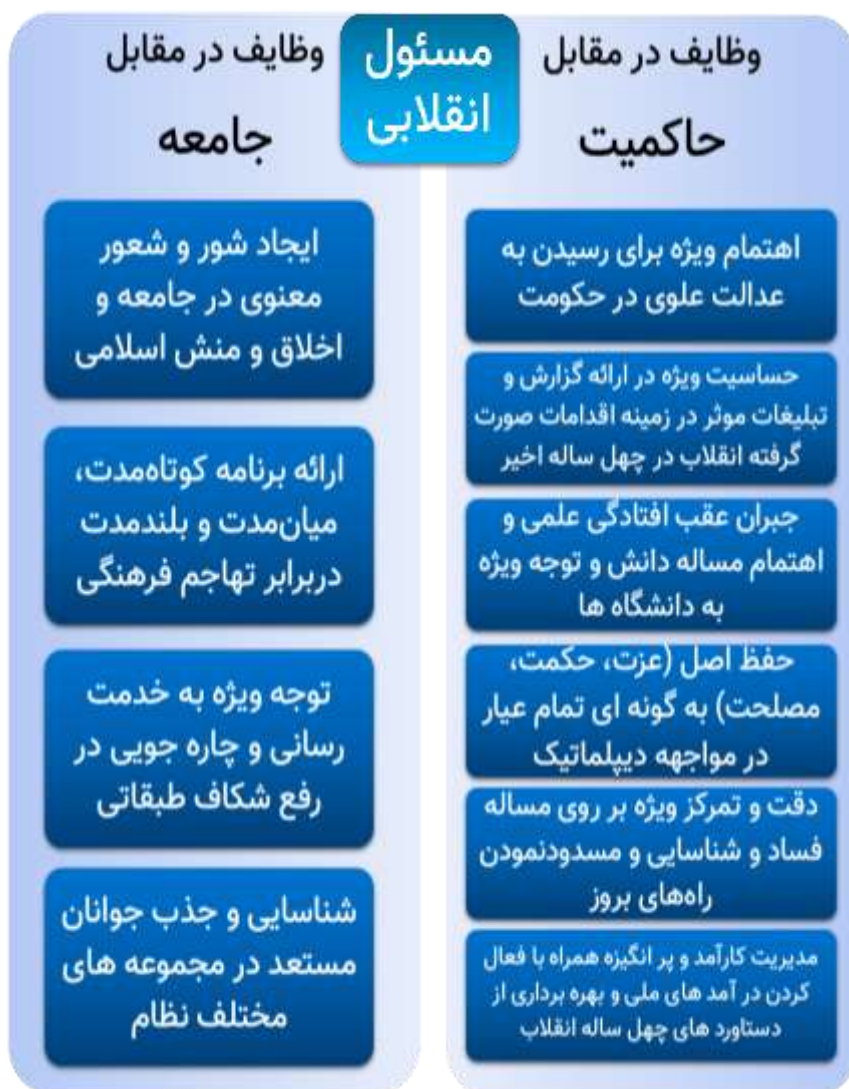 مسئول
انقلابی
وظایف در مقابل
حاکمیت
اهتمام ویژه برای رسیدن به
عدالت علوی در حکومت
حساسیت ویژه در ارائه گزارش و
تبلیغات موثر در زمینه اقدامات صورت
گرفته انقلاب در چهل ساله اخیر
جبران عقب افتادگی علمی و
اهتمام مساله دانش و توجه ویژه
به دانشگاه ها
حفظ اصل (عزت، حکمت،
مصلحت) به گونه ای تمام عیار
در مواجهه دیپلماتیک
دقت و تمرکز ویژه بر روی مساله
فساد و شناسایی و مسدودنمودن
راه‌های بروز
مدیریت کارآمد و پر انگیزه همراه با فعال
کردن در آمد های ملی و بهره برداری از
دستاورد های چهل ساله انقلاب
وظایف در مقابل
جامعه
ایجاد شور و شعور
معنوی در جامعه و
اخلاق و منش اسلامی
ارائه برنامه کوتاه‌مدت،
میان‌مدت و بلندمدت
دربرابر تهاجم فرهنگی
توجه ویژه به خدمت
رسانی و چاره جویی در
رفع شکاف طبقاتی
شناسایی و جذب جوانان
مستعد در مجموعه های
مختلف نظام